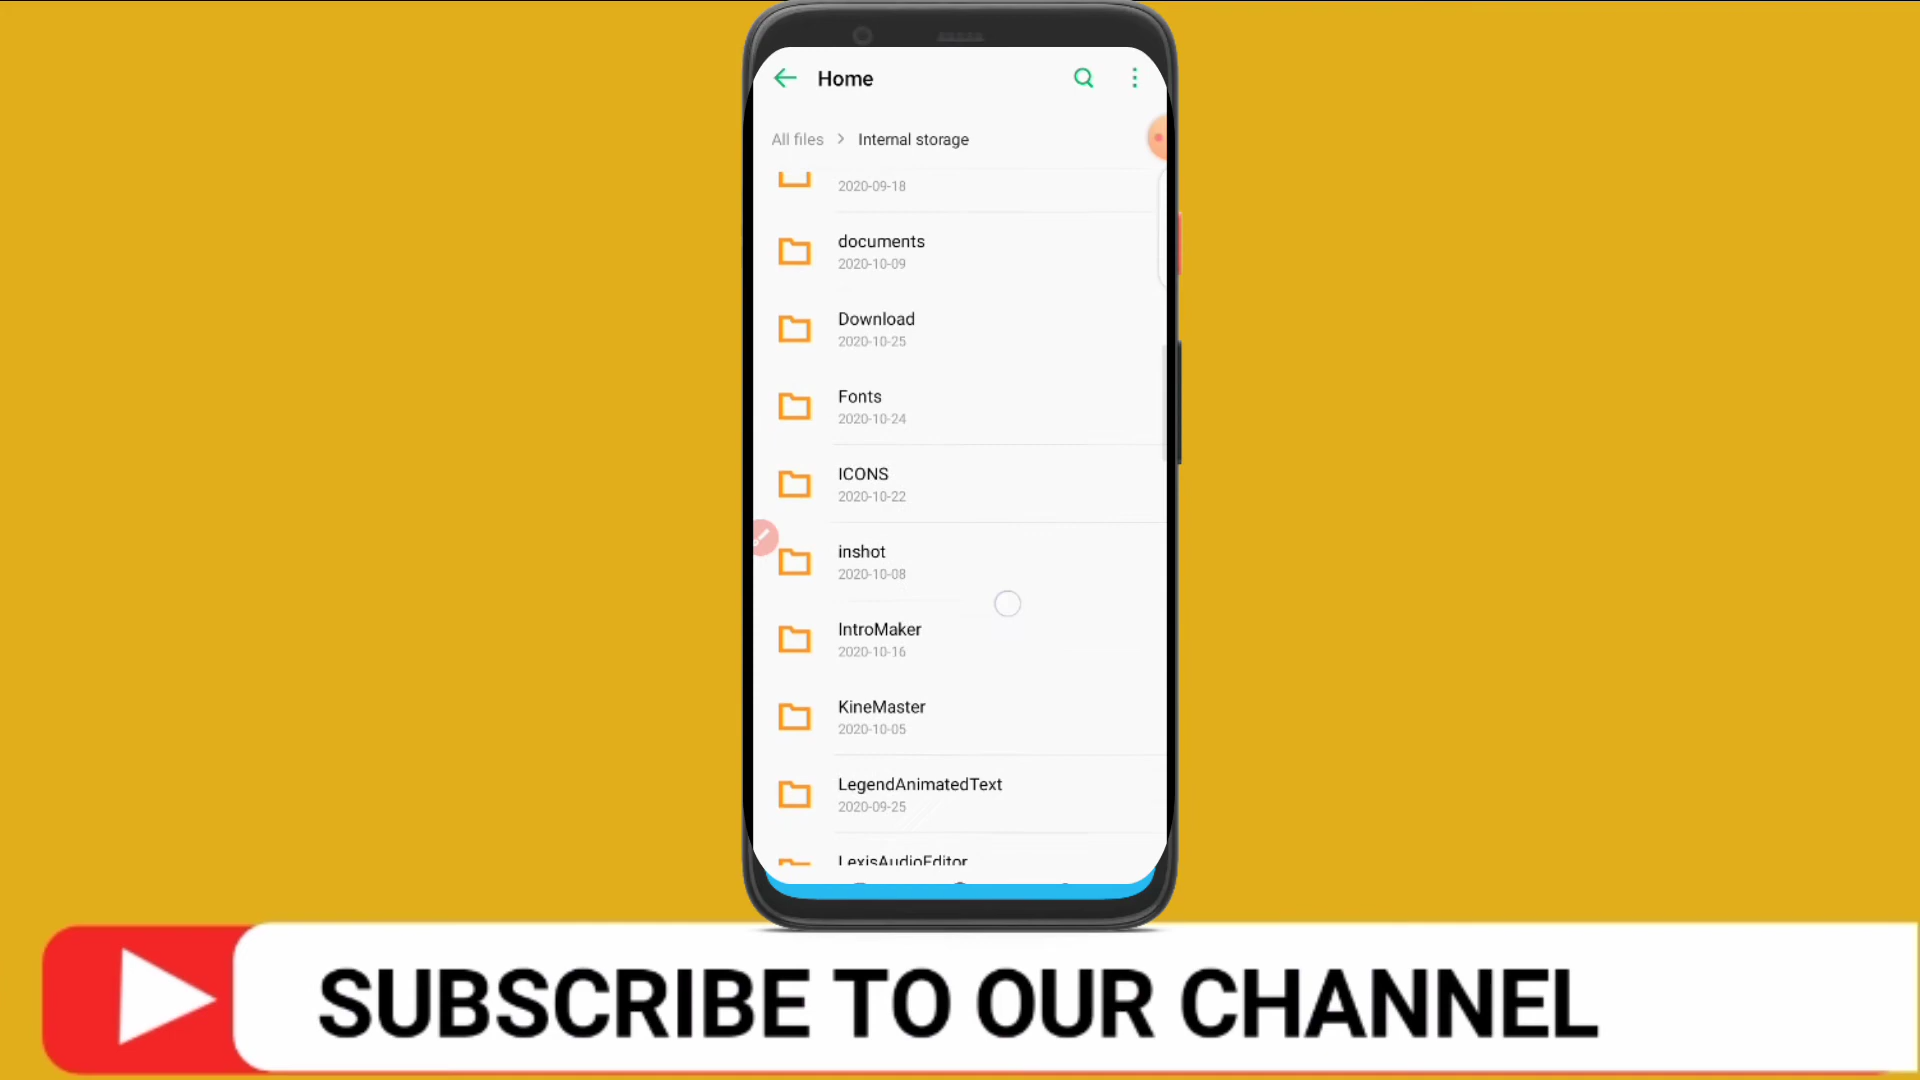 Home
All files > Internal storage
2020-09-18
documents
2020-10-09
Download
2020-10-25
Fonts
2020-10-24
ICONS
2020-10-22
inshot
2020-10-08
IntroMaker
2020-10-16
KineMaster
2020-10-05
LegendAnimatedText
2020-09-25
LexisAudioEditor
SUBSCRIBE TO OUR CHANNEL